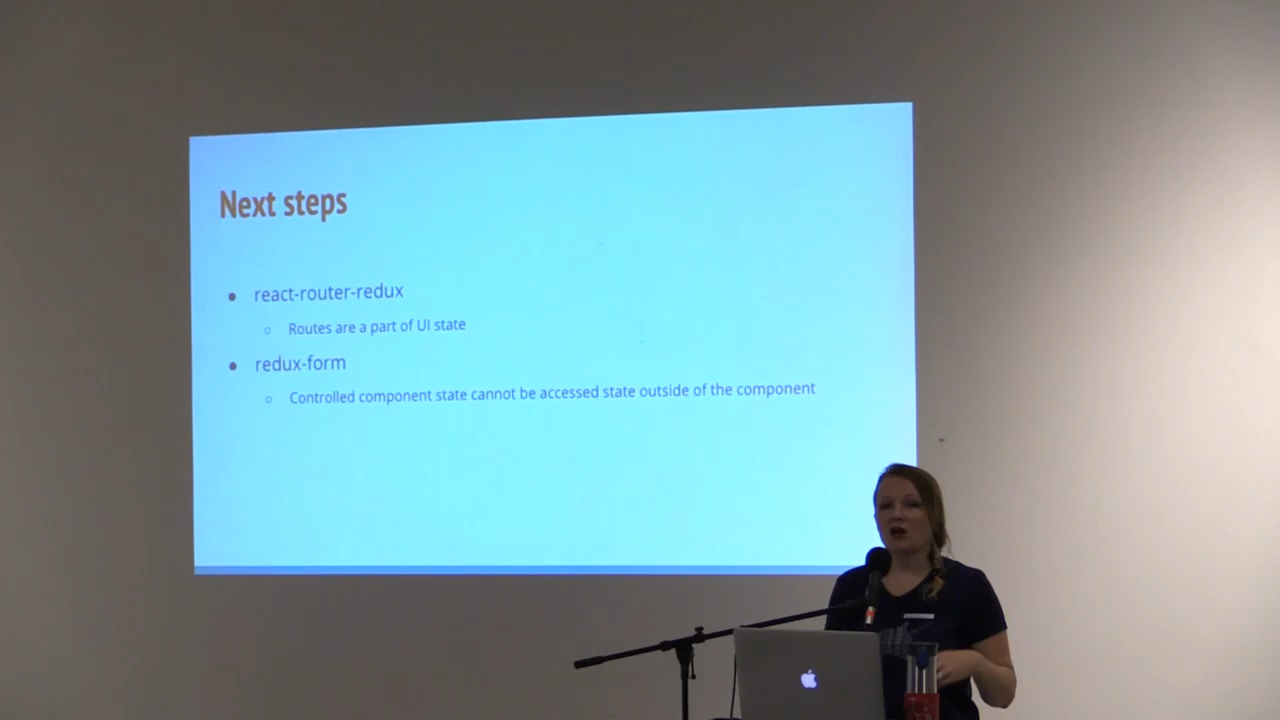 Next steps
● react-router-redux
○ Routes are a part of UI state
● redux-form
○ Controlled component state cannot be accessed state outside of the component